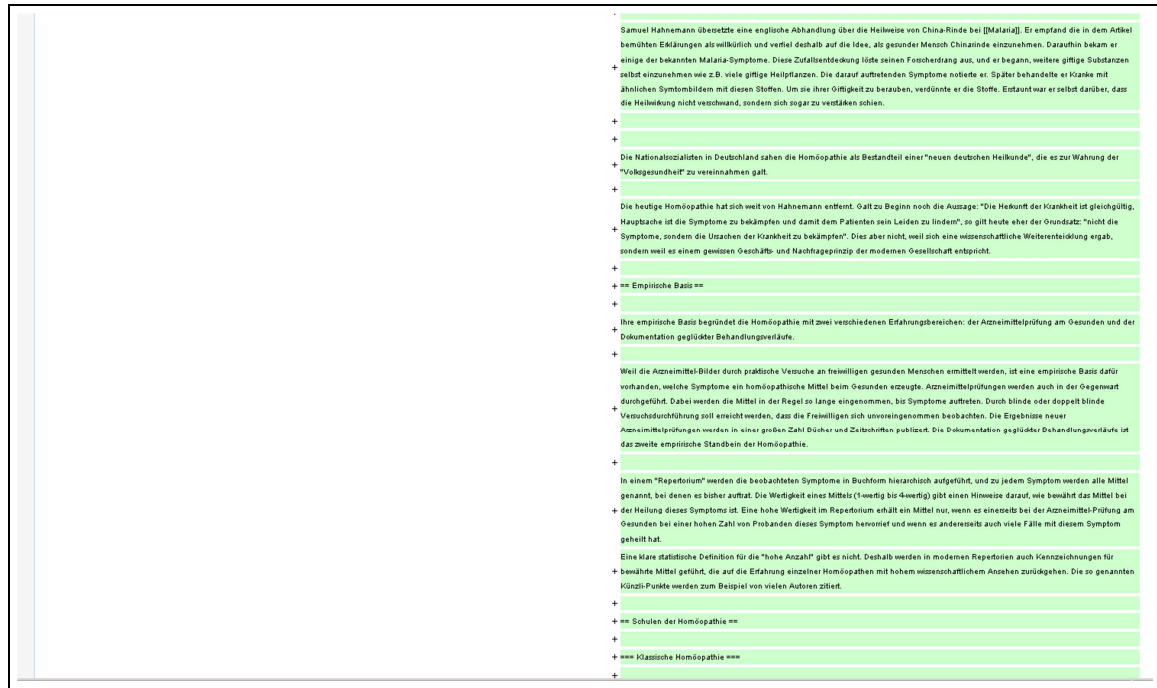 +
Samuel Hahnemann übersetzte eine englische Abhandlung über die Heilweise von China-Rinde bei [[Malaria]]. Er empfand die in dem Artikel
bemühten Erklärungen als willkürlich und verfiel deshalb auf die Idee, als gesunder Mensch Chinarinde einzunehmen. Daraufhin bekam er
einige der bekannten Malaria-Symptome. Diese Zufallsentdeckung löste seinen Forscherdrang aus, und er begann, weitere giftige Substanzen
+ selbst einzunehmen wie z.B. viele giftige Heilpflanzen. Die darauf auftretenden Symptome notierte er. Später behandelte er Kranke mit
ähnlichen Symtombildern mit diesen Stoffen. Um sie ihrer Giftigkeit zu berauben, verdünnte er die Stoffe. Erstaunt war er selbst darüber, dass
die Heilwirkung nicht verschwand, sondern sich sogar zu verstärken schien.
+
+
Die Nationalsozialisten in Deutschland sahen die Homöopathie als Bestandteil einer "neuen deutschen Heilkunde", die es zur Wahrung der
+ "Volksgesundheit" zu vereinnahmen galt.
+
Die heutige Homöopathie hat sich weit von Hahnemann entfernt. Galt zu Beginn noch die Aussage: "Die Herkunft der Krankheit ist gleichgültig,
Hauptsache ist die Symptome zu bekämpfen und damit dem Patienten sein Leiden zu lindern", so gilt heute eher der Grundsatz: "nicht die
+ Symptome, sondern die Ursachen der Krankheit zu bekämpfen". Dies aber nicht, weil sich eine wissenschaftliche Weiterenteicklung ergab,
sondern weil es einem gewissen Geschäfts- und Nachfrageprinzip der modernen Gesellschaft entspricht.
+
+ == Empirische Basis ==
+
Ihre empirische Basis begründet die Homöopathie mit zwei verschiedenen Erfahrungsbereichen: der Arzneimittelprüfung am Gesunden und der
+ Dokumentation geglückter Behandlungsverläufe.
+
Weil die Arzneimittel-Bilder durch praktische Versuche an freiwilligen gesunden Menschen ermittelt werden, ist eine empirische Basis dafür
vorhanden, welche Symptome ein homöopathische Mittel beim Gesunden erzeugte. Arzneimittelprüfungen werden auch in der Gegenwart
durchgeführt. Dabei werden die Mittel in der Regel so lange eingenommen, bis Symptome auftreten. Durch blinde oder doppelt blinde
+ Versuchsdurchführung soll erreicht werden, dass die Freiwilligen sich unvoreingenommen beobachten. Die Ergebnisse neuer
Arzneimittelprüfungen werden in einer großen Zahl Bücher und Zeitschriften publizert. Die Dokumentation geglückter Behandlungsverläufe ist
das zweite emprirische Standbein der Homöopathie.
+
In einem "Repertorium" werden die beobachteten Symptome in Buchform hierarchisch aufgeführt, und zu jedem Symptom werden alle Mittel
genannt, bei denen es bisher auftrat. Die Wertigkeit eines Mittels (1-wertig bis 4-wertig) gibt einen Hinweise darauf, wie bewährt das Mittel bei
+ der Heilung dieses Symptoms ist. Eine hohe Wertigkeit im Repertorium erhält ein Mittel nur, wenn es einerseits bei der Arzneimittel-Prüfung am
Gesunden bei einer hohen Zahl von Probanden dieses Symptom hervorrief und wenn es andererseits auch viele Fälle mit diesem Symptom
geheilt hat.
Eine klare statistische Definition für die "hohe Anzahl" gibt es nicht. Deshalb werden in modernen Repertorien auch Kennzeichnungen für
+ bewährte Mittel geführt, die auf die Erfahrung einzelner Homöopathen mit hohem wissenschaftlichem Ansehen zurückgehen. Die so genannten
Künzli-Punkte werden zum Beispiel von vielen Autoren zitiert.
+
+ == Schulen der Homöopathie ==
+
+ === Klassische Homöopathie ===
+